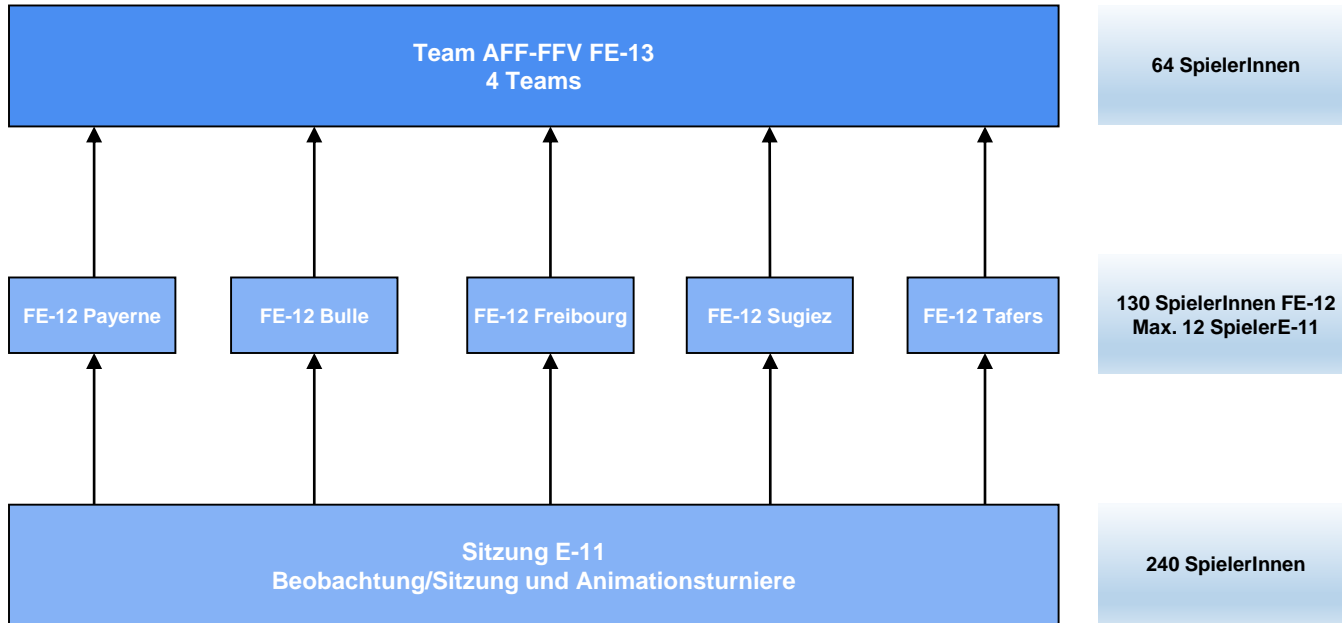 Team AFF-FFV FE-13
4 Teams
64 SpielerInnen
FE-12 Payerne
FE-12 Bulle
FE-12 Freibourg
FE-12 Sugiez
FE-12 Tafers
130 SpielerInnen FE-12
Max. 12 SpielerE-11
Sitzung E-11
Beobachtung/Sitzung und Animationsturniere
240 SpielerInnen